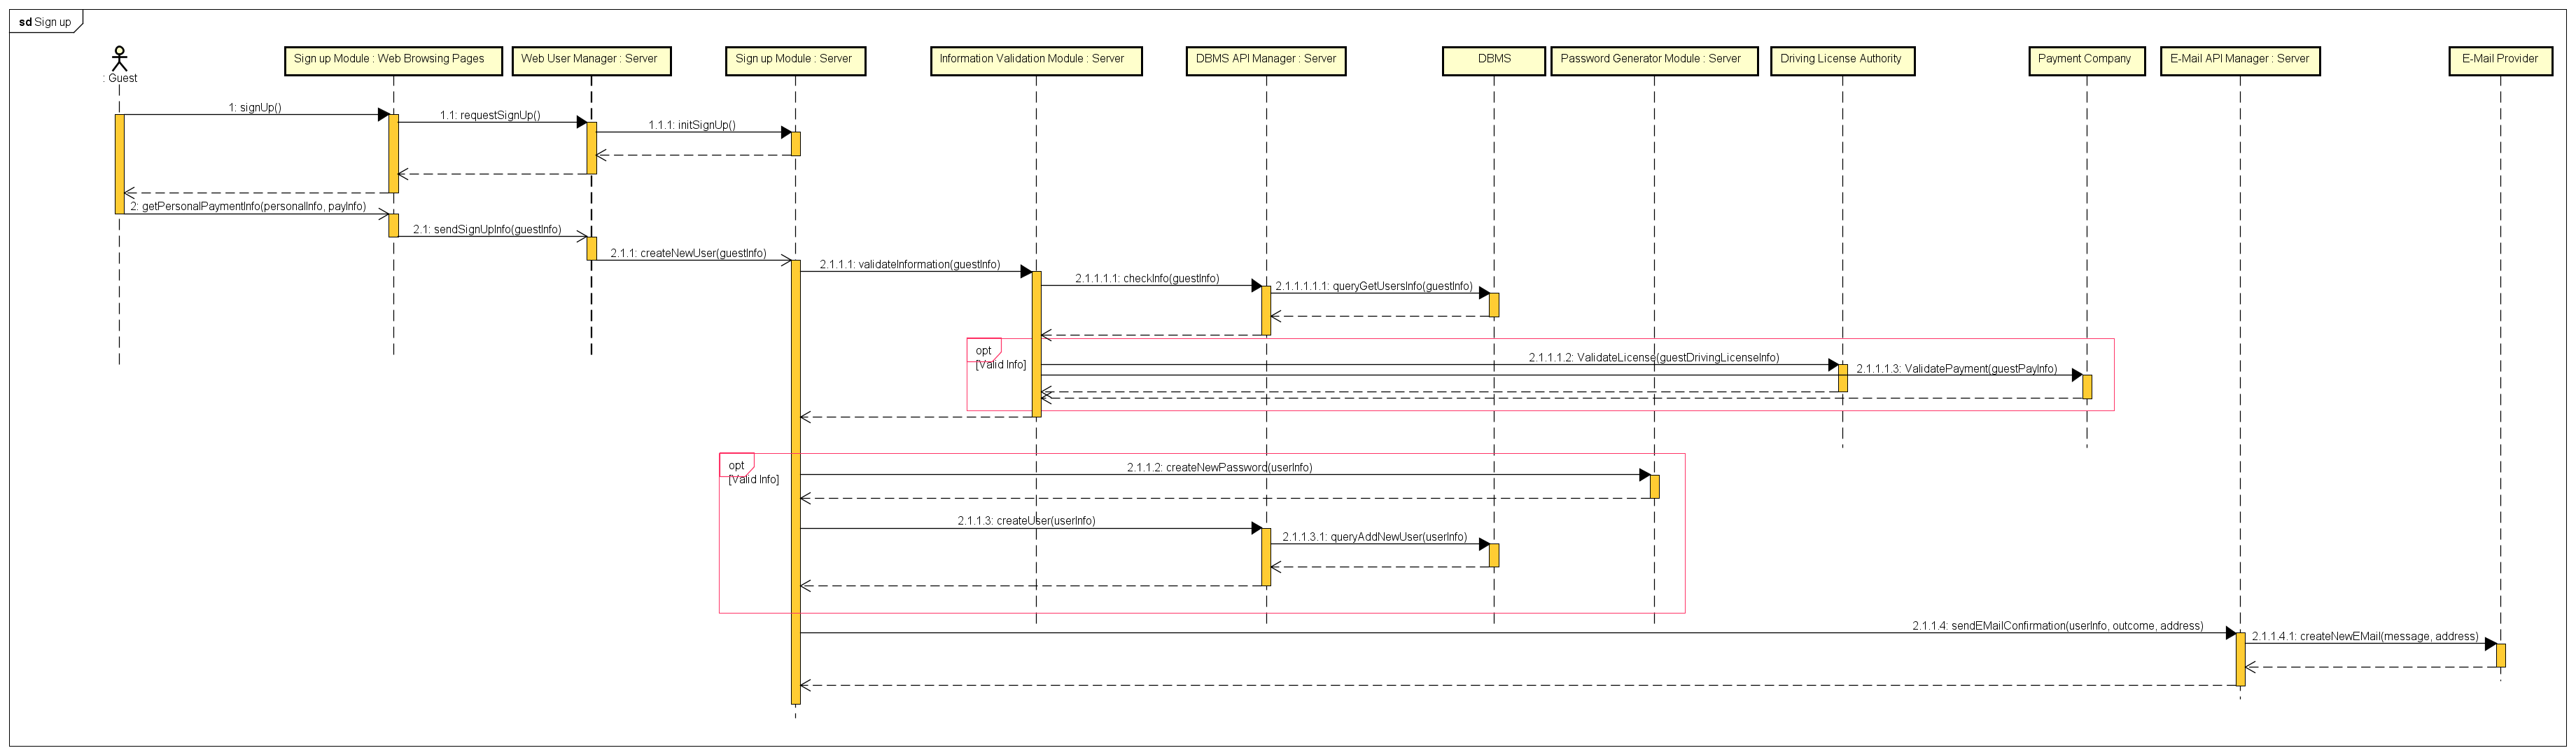 sd Sign up
: Guest
Sign up Module : Web Browsing Pages
Web User Manager : Server
Sign up Module : Server
Information Validation Module : Server
DBMS API Manager : Server
DBMS
Password Generator Module : Server
Driving License Authority
Payment Company
E-Mail API Manager : Server
E-Mail Provider
1: signUp()
1.1: requestSignUp()
1.1.1: initSignUp()
2: getPersonalPaymentInfo(personalInfo, payInfo)
2.1: sendSignUpInfo(guestInfo)
2.1.1: createNewUser(guestInfo)
2.1.1.1: validateInformation(guestInfo)
2.1.1.1.1: checkInfo(guestInfo)
2.1.1.1.1.1: queryGetUsersInfo(guestInfo)
opt
[Valid Info]
2.1.1.1.2: ValidateLicense(guestDrivingLicenseInfo)
2.1.1.1.3: ValidatePayment(guestPayInfo)
opt
[Valid Info]
2.1.1.2: createNewPassword(userInfo)
2.1.1.3: createUser(userInfo)
2.1.1.3.1: queryAddNewUser(userInfo)
2.1.1.4: sendEMailConfirmation(userInfo, outcome, address)
2.1.1.4.1: createNewEMail(message, address)